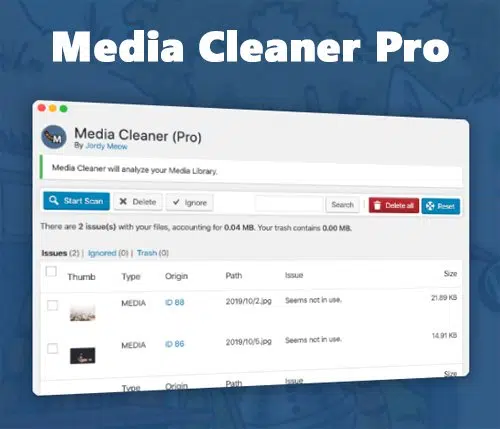 Media Cleaner Pro
Media Cleaner (Pro)
By Jordy Meow
Media Cleaner will analyze your Media Library.
Start Scan Delete Ignore Search Delete all Reset
There are 2 issue(s) with your files, accounting for 0.04 MB. Your trash contains 0.00 MB.
Issues (2) | Ignored (0) | Trash (0)
Thumb Type Origin Path Issue Size
MEDIA ID 88 2019/10/2.jpg Seems not in use. 21.89 KB
MEDIA ID 86 2019/10/5.jpg Seems not in use. 14.91 KB
Thumb Type Origin Path Issue Size